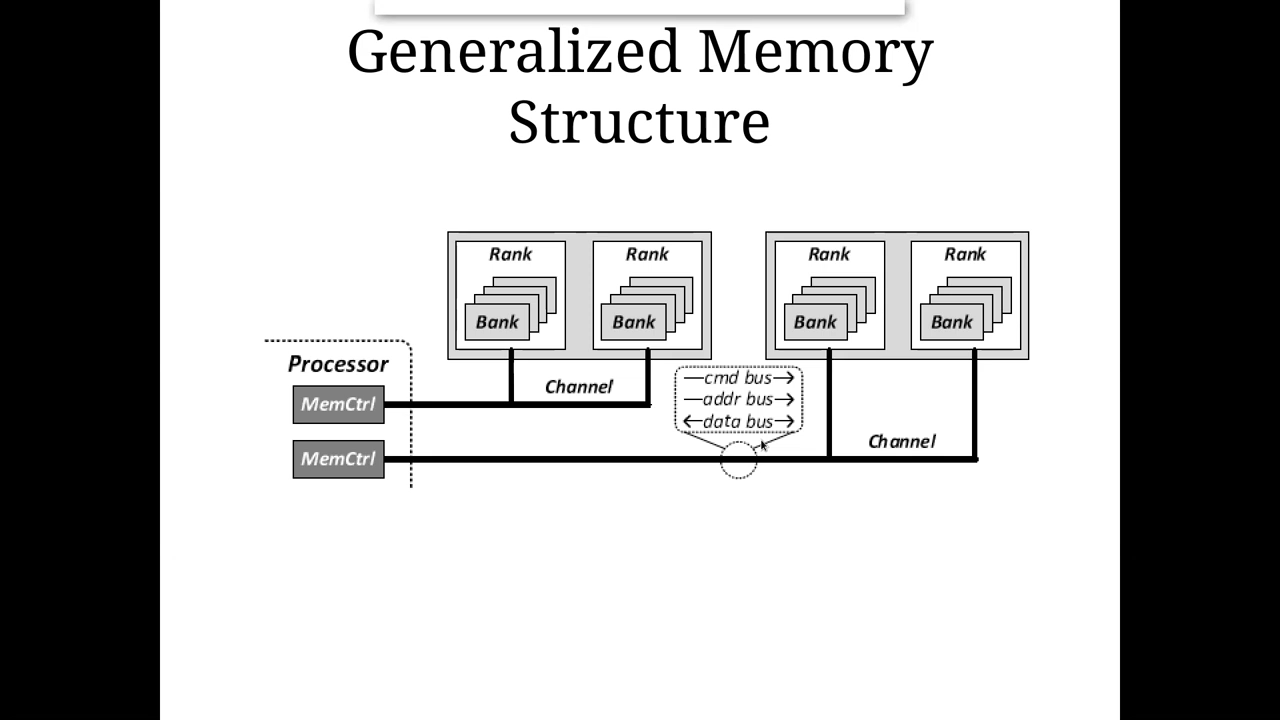 Generalized Memory
Structure
Rank
Rank
Rank
Rank
Bank
Bank
Bank
Bank
Processor
MemCtrl
MemCtrl
Channel
cmd bus
addr bus
data bus
Channel